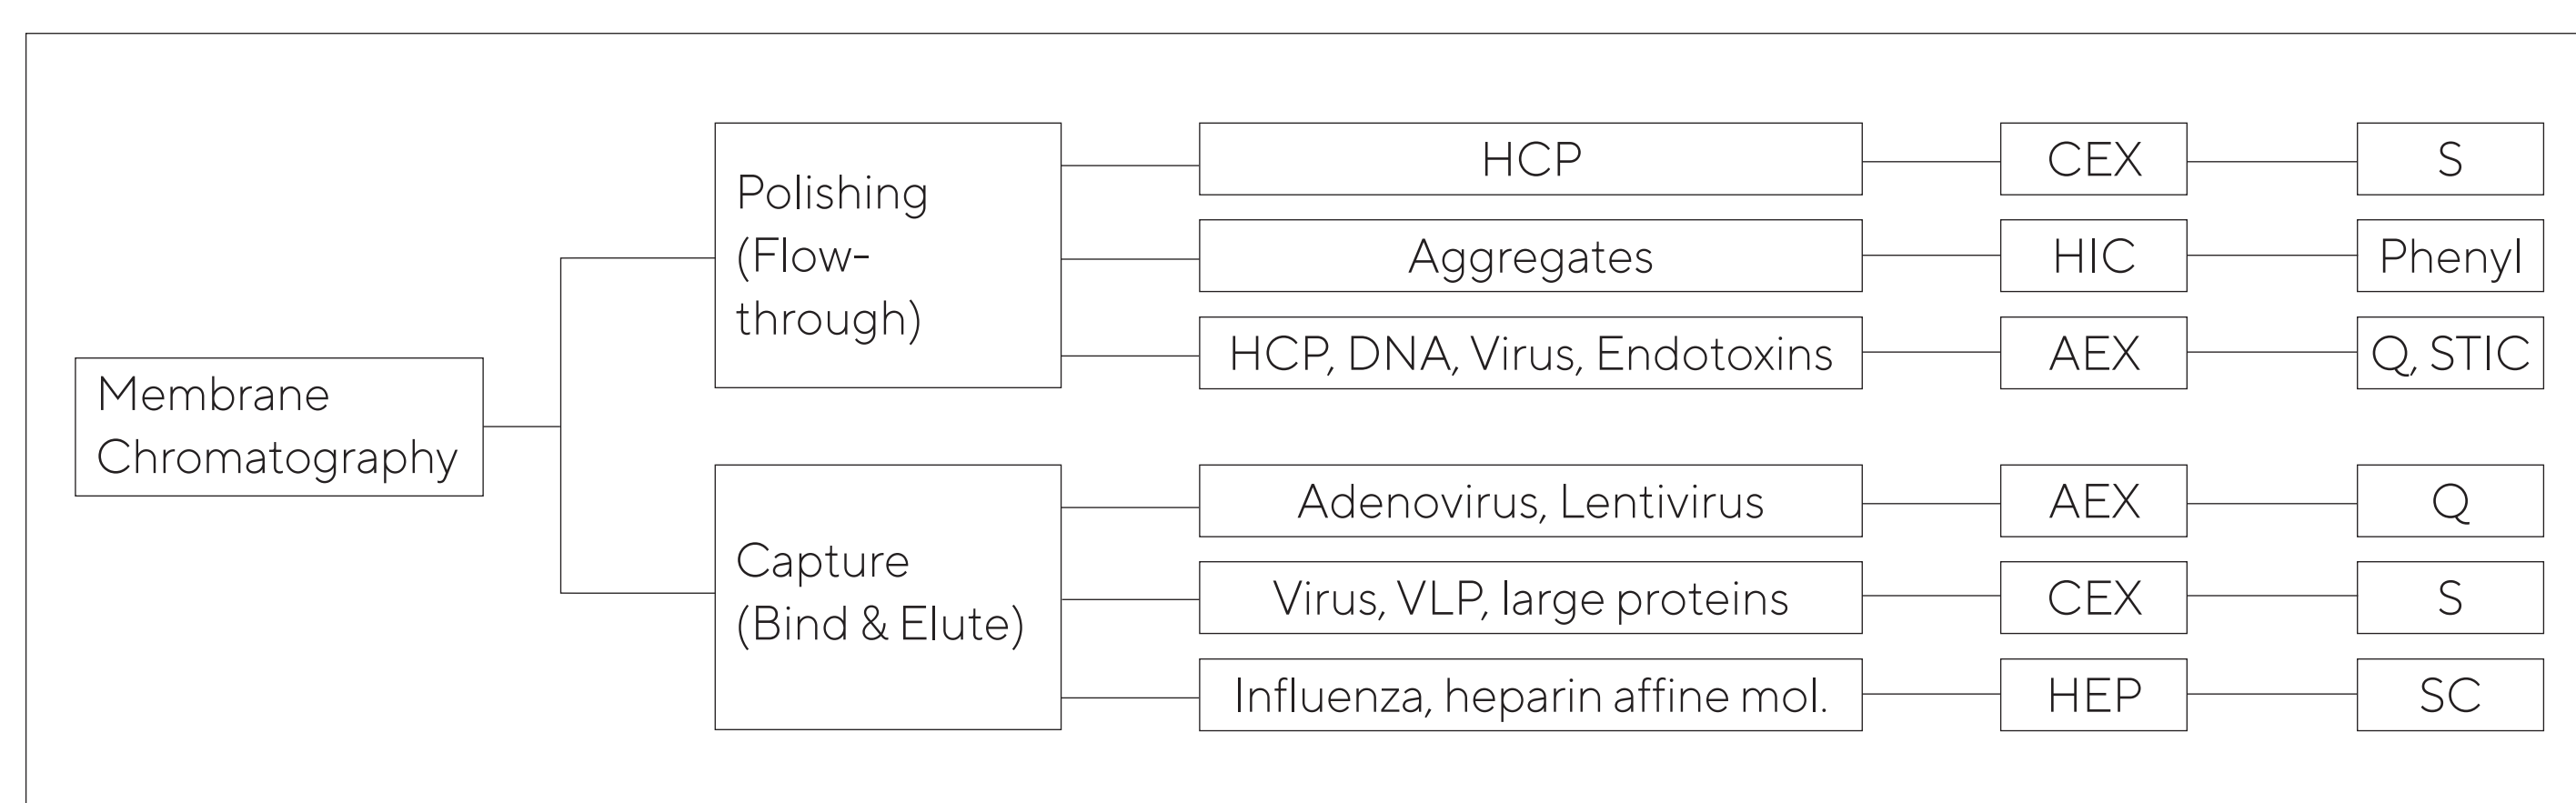 Membrane
Chromatography
Polishing
(Flow-
through)
HCP
CEX
S
Aggregates
HIC
Phenyl
HCP, DNA, Virus, Endotoxins
AEX
Q, STIC
Capture
(Bind & Elute)
Adenovirus, Lentivirus
AEX
Q
Virus, VLP, large proteins
CEX
S
Influenza, heparin affine mol.
HEP
SC